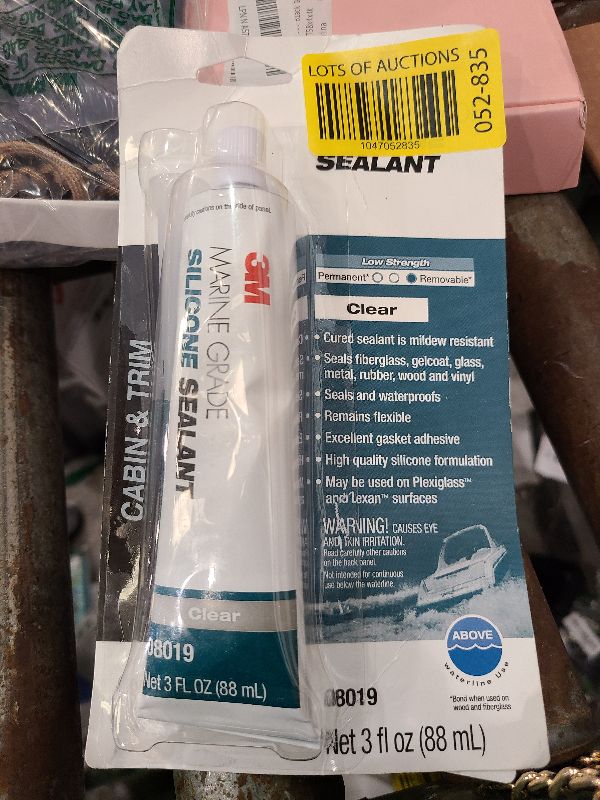 LOTS OF AUCTIONS
1047052835
052-835
SEALANT
3M
MARINE GRADE
SILICONE SEALANT
CABIN & TRIM
Low Strength
Permanent* Removable*
Clear
• Cured sealant is mildew resistant
• Seals fiberglass, gelcoat, glass,
metal, rubber, wood and vinyl
• Seals and waterproofs
• Remains flexible
• Excellent gasket adhesive
• High quality silicone formulation
• May be used on Plexiglass™
and Lexan™ surfaces
WARNING! CAUSES EYE
AND SKIN IRRITATION.
Read carefully other cautions
on the back panel.
Not intended for continuous
use below the waterline.
Clear
08019
Net 3 FL OZ (88 mL)
ABOVE
waterline Use
*Bond when used on
wood and fiberglass
08019
Net 3 fl oz (88 mL)